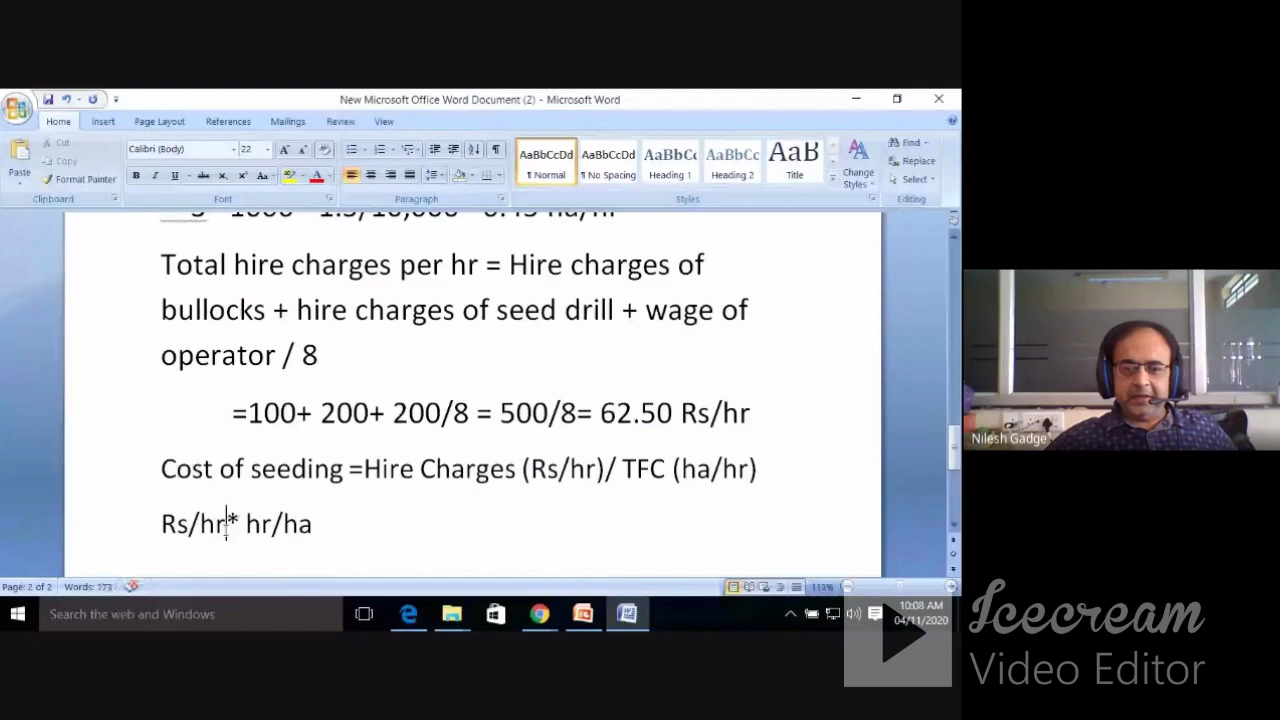 New Microsoft Office Word Document (2) - Microsoft Word
Home Insert Page Layout References Mailings Review View
Cut
Copy
Paste
Format Painter
Clipboard
Calibri (Body) 22
Font
Paragraph
AaBbCcDd AaBbCcDd AaBbCc AaBbCc AaB
¶ Normal ¶ No Spacing Heading 1 Heading 2 Title
Change
Styles
Styles
Find
Replace
Select
Editing
Total hire charges per hr = Hire charges of
bullocks + hire charges of seed drill + wage of
operator / 8
=100+ 200+ 200/8 = 500/8= 62.50 Rs/hr
Cost of seeding =Hire Charges (Rs/hr)/ TFC (ha/hr)
Rs/hr* hr/ha
Nilesh Gadge
Page: 2 of 2 Words: 173
113%
Search the web and Windows
10:08 AM
04/11/2020
Icecream
Video Editor